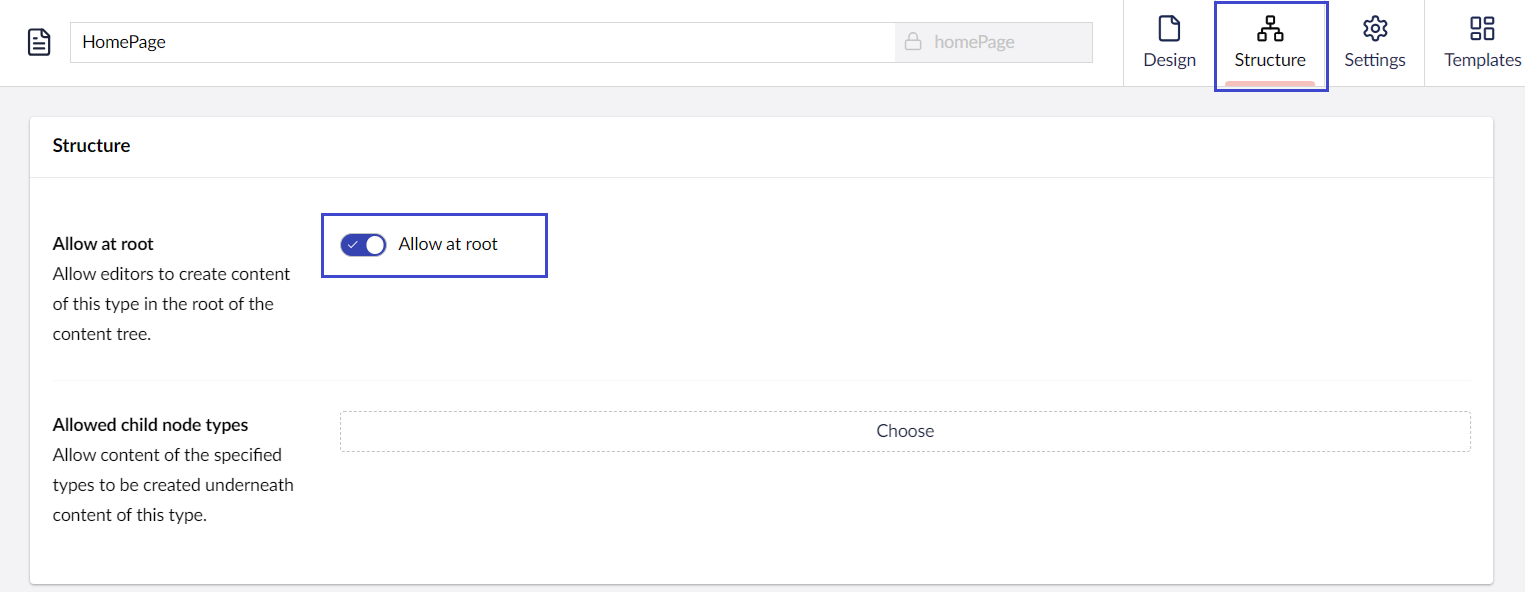 HomePage
homePage
Design
Structure
Settings
Templates
Structure
Allow at root
Allow editors to create content
of this type in the root of the
content tree.
Allow at root
Allowed child node types
Allow content of the specified
types to be created underneath
content of this type.
Choose